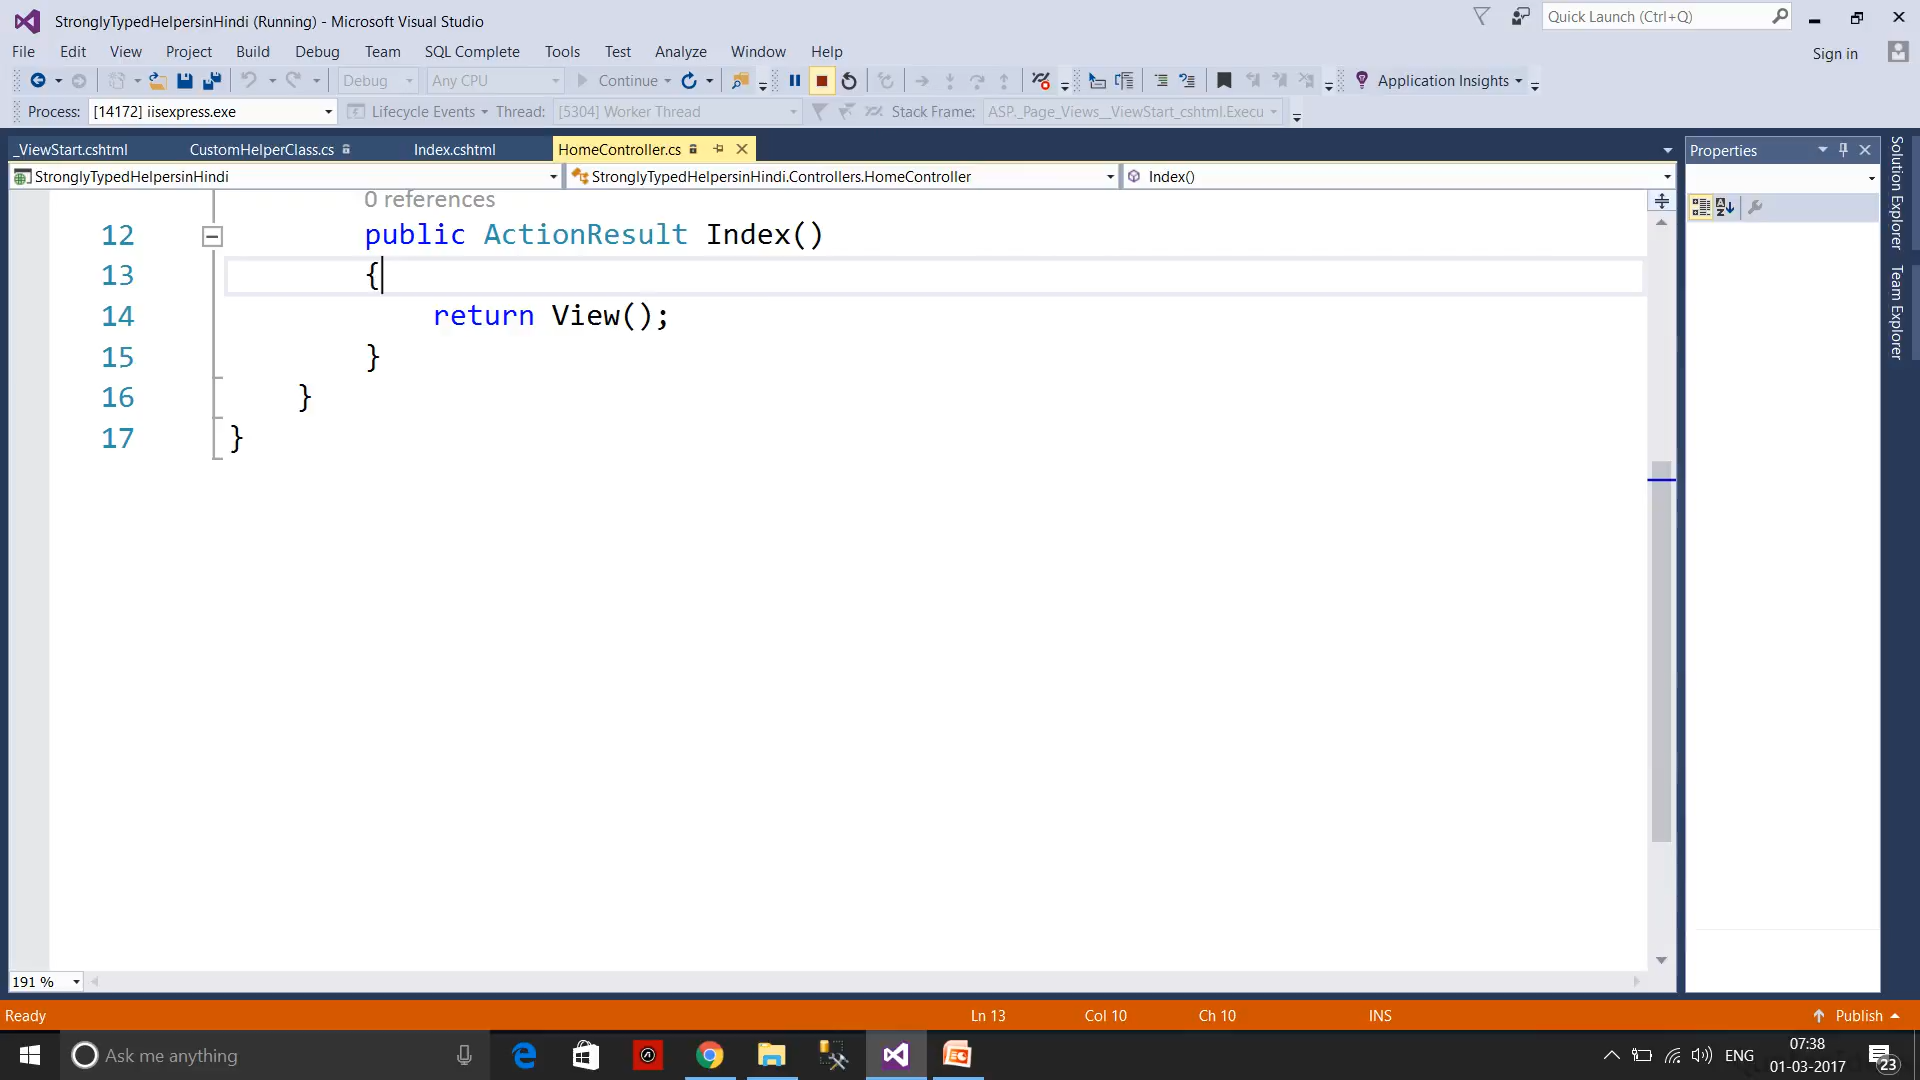 StronglyTypedHelpersinHindi (Running) - Microsoft Visual Studio
Quick Launch (Ctrl+Q)
File Edit View Project Build Debug Team SQL Complete Tools Test Analyze Window Help
Sign in
Debug Any CPU Continue Application Insights
Process: [14172] iisexpress.exe Lifecycle Events Thread: [5304] Worker Thread Stack Frame: ASP._Page_Views__ViewStart_cshtml.Execu
_ViewStart.cshtml CustomHelperClass.cs Index.cshtml HomeController.cs
Properties
StronglyTypedHelpersinHindi StronglyTypedHelpersinHindi.Controllers.HomeController Index()
Solution Explorer
Team Explorer
0 references
12 public ActionResult Index()
13 {
14 return View();
15 }
16 }
17 }
191 %
Ready Ln 13 Col 10 Ch 10 INS Publish
Ask me anything
ENG
07:38
01-03-2017
23